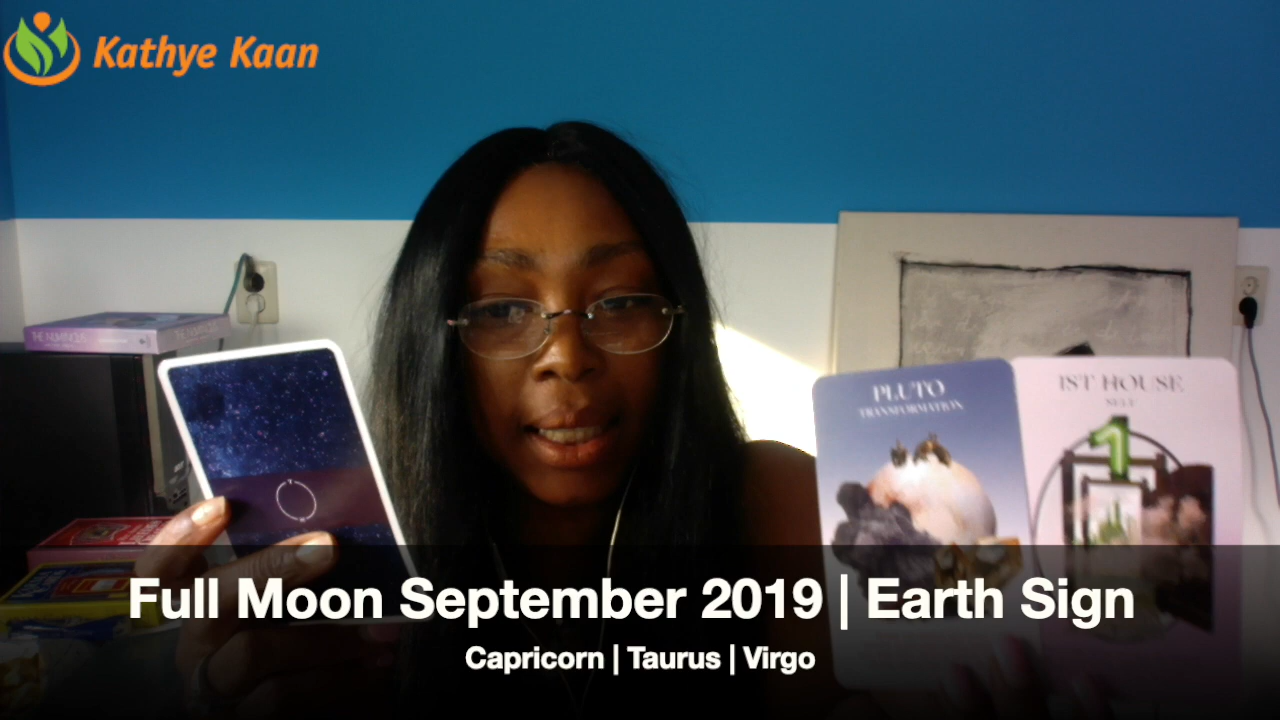 Kathye Kaan
PLUTO
TRANSFORMATION
1ST HOUSE
SELF
1
Full Moon September 2019 | Earth Sign
Capricorn | Taurus | Virgo